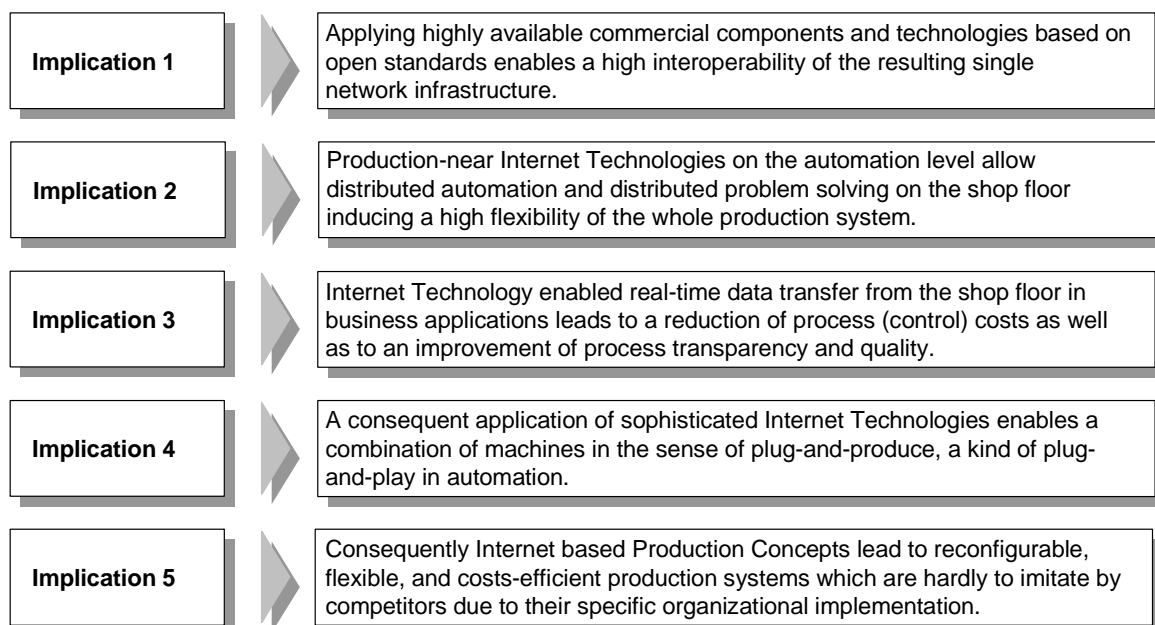 Implication 1
Applying highly available commercial components and technologies based on
open standards enables a high interoperability of the resulting single
network infrastructure.
Implication 2
Production-near Internet Technologies on the automation level allow
distributed automation and distributed problem solving on the shop floor
inducing a high flexibility of the whole production system.
Implication 3
Internet Technology enabled real-time data transfer from the shop floor in
business applications leads to a reduction of process (control) costs as well
as to an improvement of process transparency and quality.
Implication 4
A consequent application of sophisticated Internet Technologies enables a
combination of machines in the sense of plug-and-produce, a kind of plug-
and-play in automation.
Implication 5
Consequently Internet based Production Concepts lead to reconfigurable,
flexible, and costs-efficient production systems which are hardly to imitate by
competitors due to their specific organizational implementation.